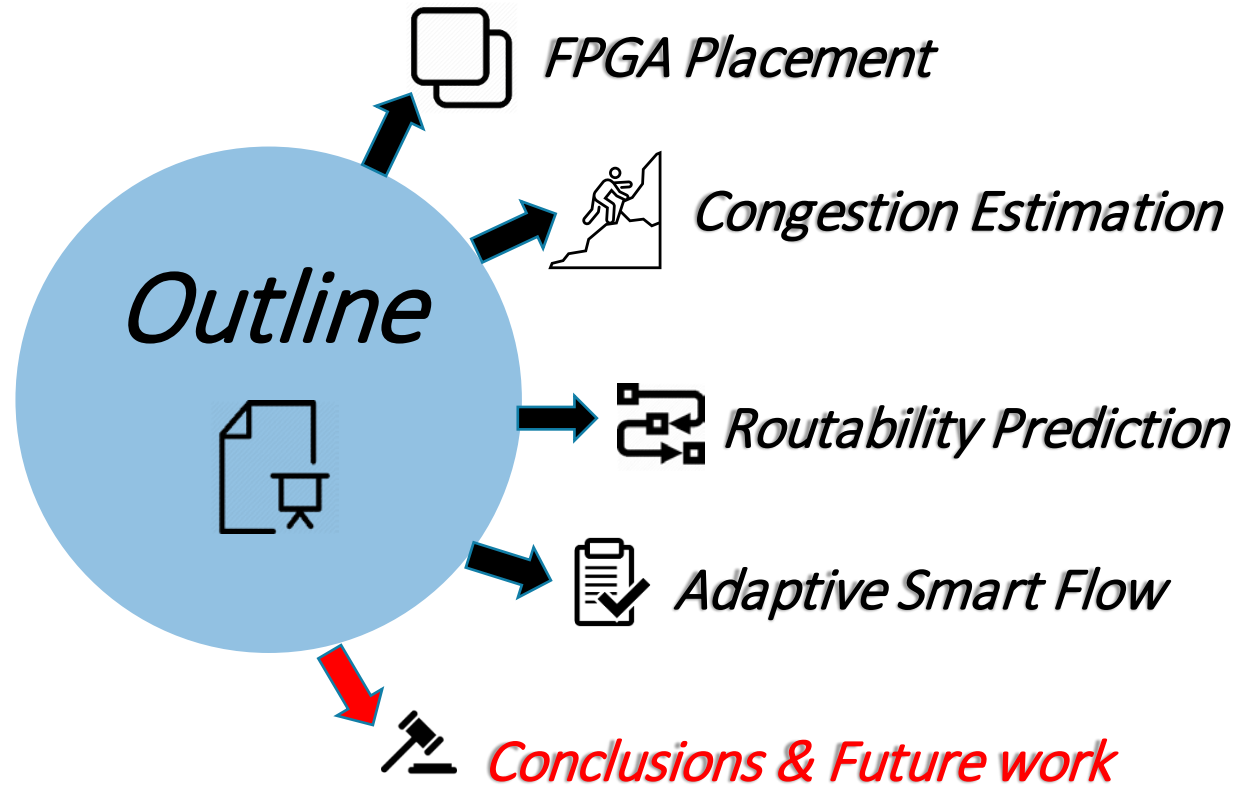 FPGA Placement
Congestion Estimation
Outline
Routability Prediction
Adaptive Smart Flow
Conclusions & Future work